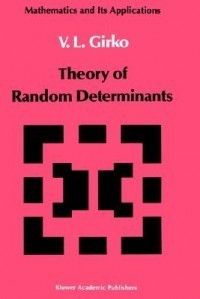 Mathematics and Its Applications
V. L. Girko
Theory of
Random Determinants
Kluwer Academic Publishers